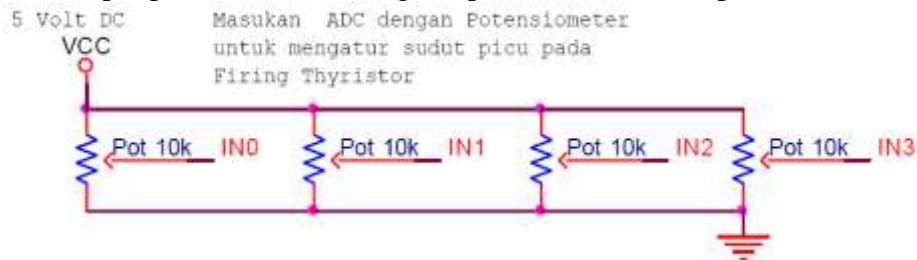 5 Volt DC
Masukan ADC dengan Potensiometer
VCC
untuk mengatur sudut picu pada
Firing Thyristor
Pot 10k IN0
Pot 10k IN1
Pot 10k IN2
Pot 10k IN3